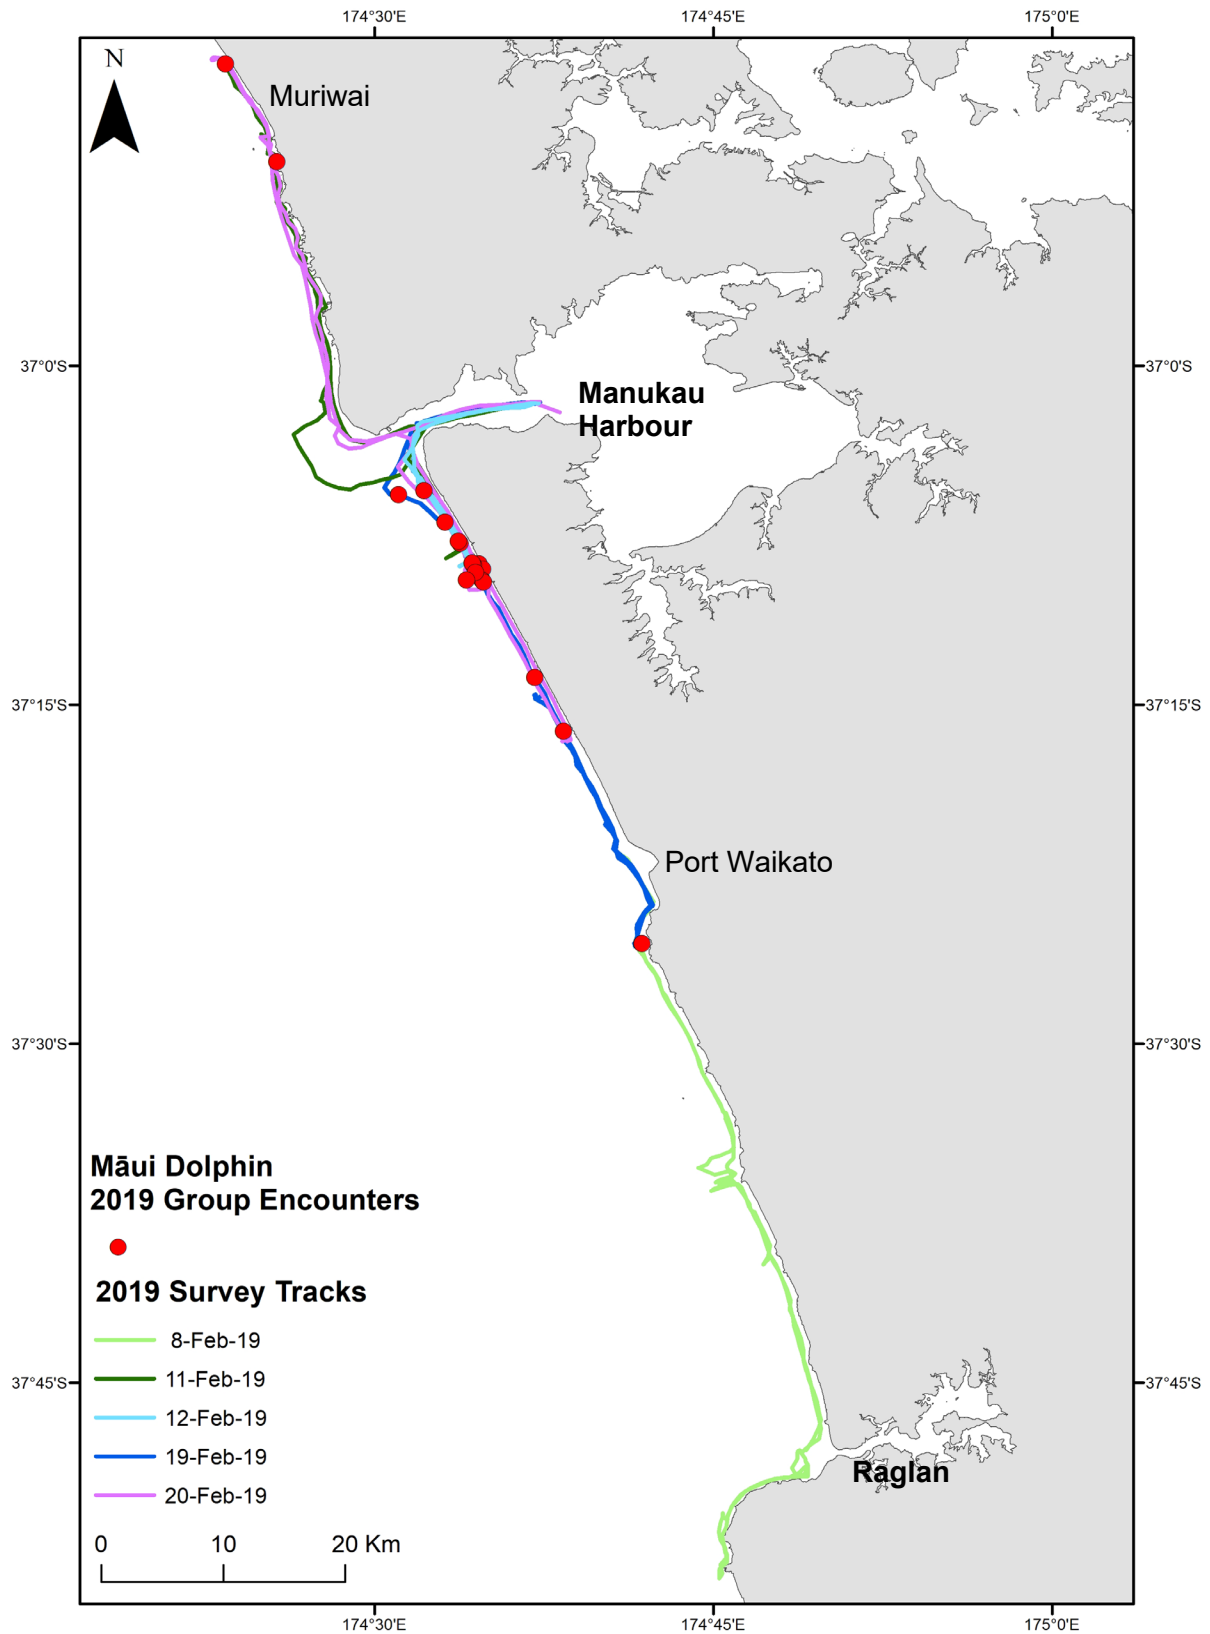 174°30'E
174°45'E
175°0'E
N
Muriwai
37°0'S
37°0'S
Manukau
Harbour
37°15'S
37°15'S
Port Waikato
37°30'S
37°30'S
Māui Dolphin
2019 Group Encounters
2019 Survey Tracks
8-Feb-19
11-Feb-19
37°45'S
37°45'S
12-Feb-19
19-Feb-19
Raglan
20-Feb-19
0 10 20 Km
174°30'E
174°45'E
175°0'E